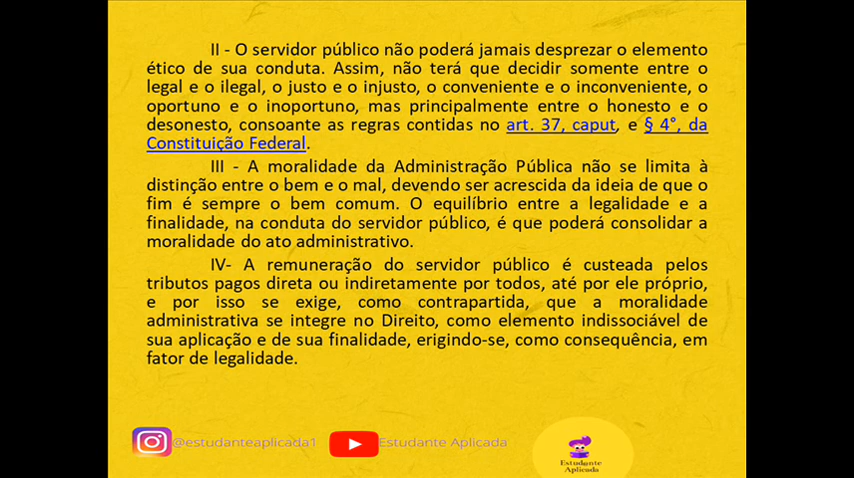 II - O servidor público não poderá jamais desprezar o elemento
ético de sua conduta. Assim, não terá que decidir somente entre o
legal e o ilegal, o justo e o injusto, o conveniente e o inconveniente, o
oportuno e o inoportuno, mas principalmente entre o honesto e o
desonesto, consoante as regras contidas no art. 37, caput, e § 4°, da
Constituição Federal.
III - A moralidade da Administração Pública não se limita à
distinção entre o bem e o mal, devendo ser acrescida da ideia de que o
fim é sempre o bem comum. O equilíbrio entre a legalidade e a
finalidade, na conduta do servidor público, é que poderá consolidar a
moralidade do ato administrativo.
IV- A remuneração do servidor público é custeada pelos
tributos pagos direta ou indiretamente por todos, até por ele próprio,
e por isso se exige, como contrapartida, que a moralidade
administrativa se integre no Direito, como elemento indissociável de
sua aplicação e de sua finalidade, erigindo-se, como consequência, em
fator de legalidade.
@estudanteaplicada1 Estudante Aplicada
Estudante
Aplicada